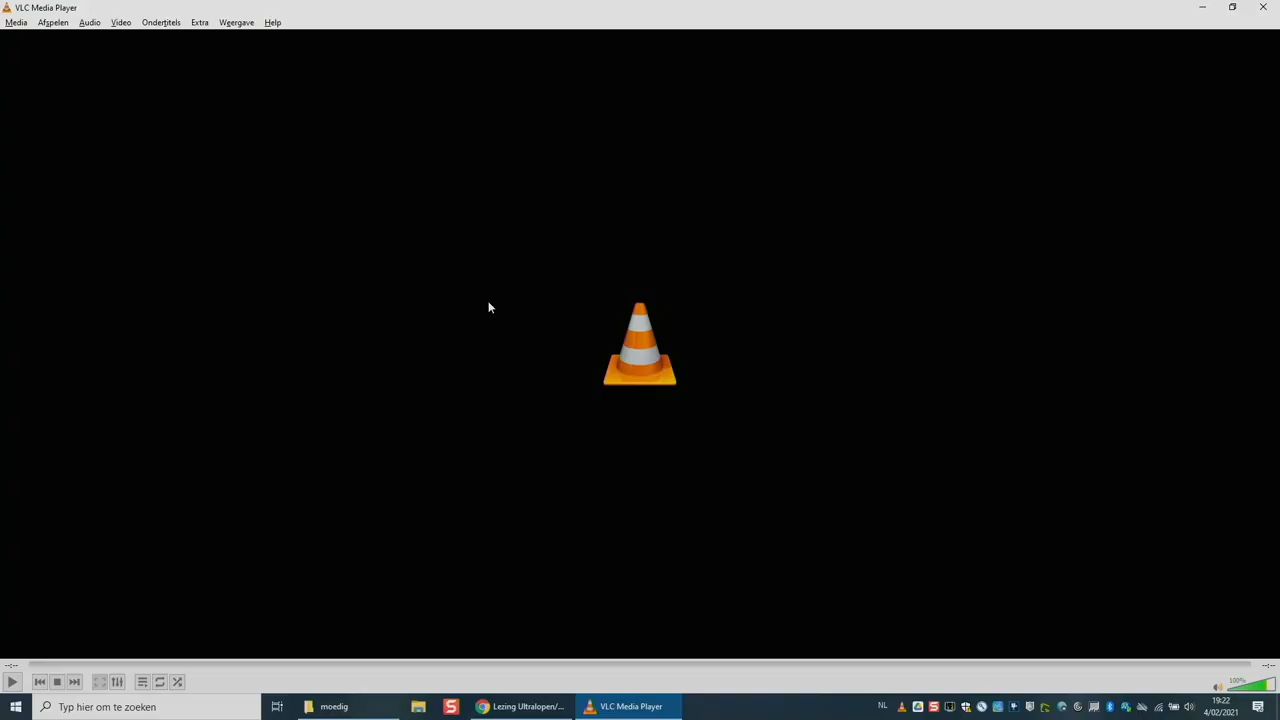 VLC Media Player
Media Afspelen Audio Video Ondertitels Extra Weergave Help
--:-- --:--
100%
Typ hier om te zoeken
moedig
Lezing Ultralopen/...
VLC Media Player
NL
19:22
4/02/2021